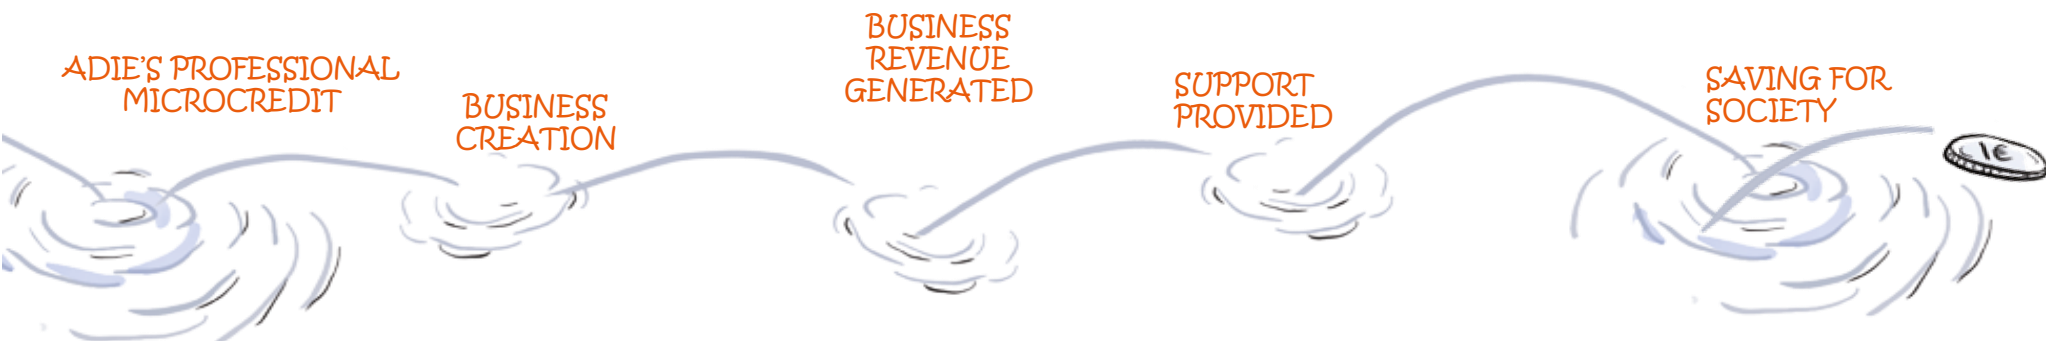 ADIE'S PROFESSIONAL
MICROCREDIT
BUSINESS
CREATION
BUSINESS
REVENUE
GENERATED
SUPPORT
PROVIDED
SAVING FOR
SOCIETY
1€